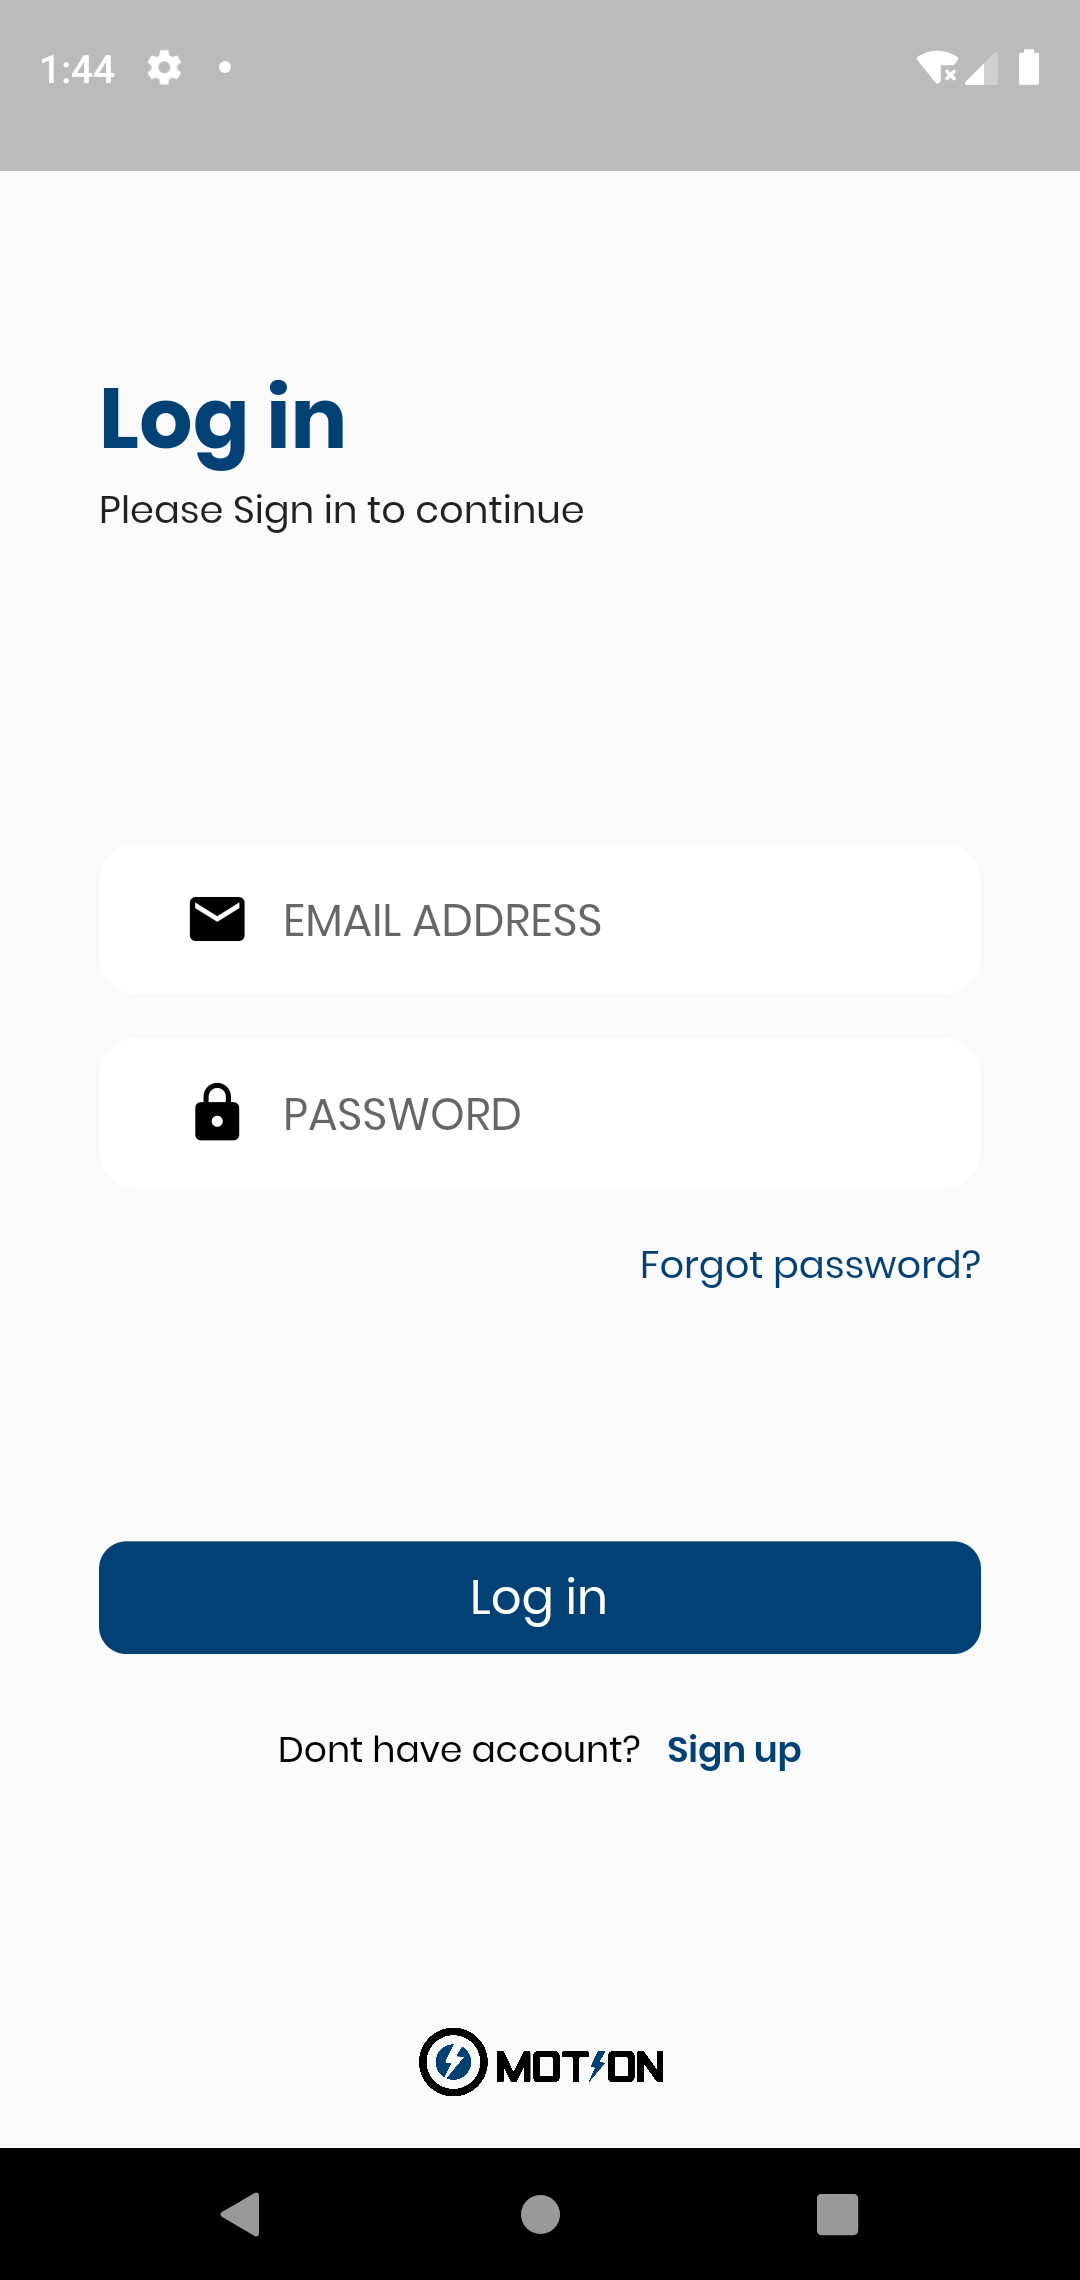 1:44
Log in
Please Sign in to continue
EMAIL ADDRESS
PASSWORD
Forgot password?
Log in
Dont have account? Sign up
MOTION